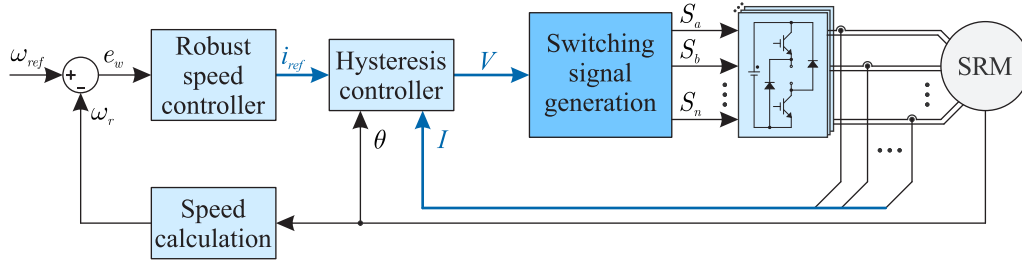 ω_ref
+
-
e_w
ω_r
Robust
speed
controller
i_ref
Hysteresis
controller
θ
I
V
Switching
signal
generation
S_a
S_b
S_n
SRM
Speed
calculation